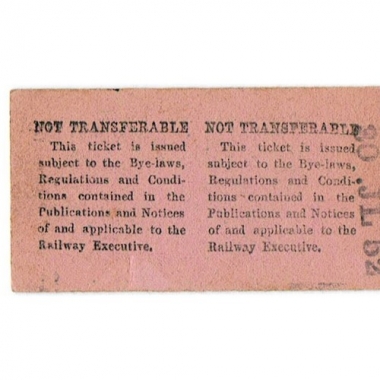 NOT TRANSFERABLE
This ticket is issued
subject to the Bye-laws,
Regulations and Condi-
tions contained in the
Publications and Notices
of and applicable to the
Railway Executive.
NOT TRANSFERABLE
This ticket is issued
subject to the Bye-laws,
Regulations and Condi-
tions contained in the
Publications and Notices
of and applicable to the
Railway Executive.